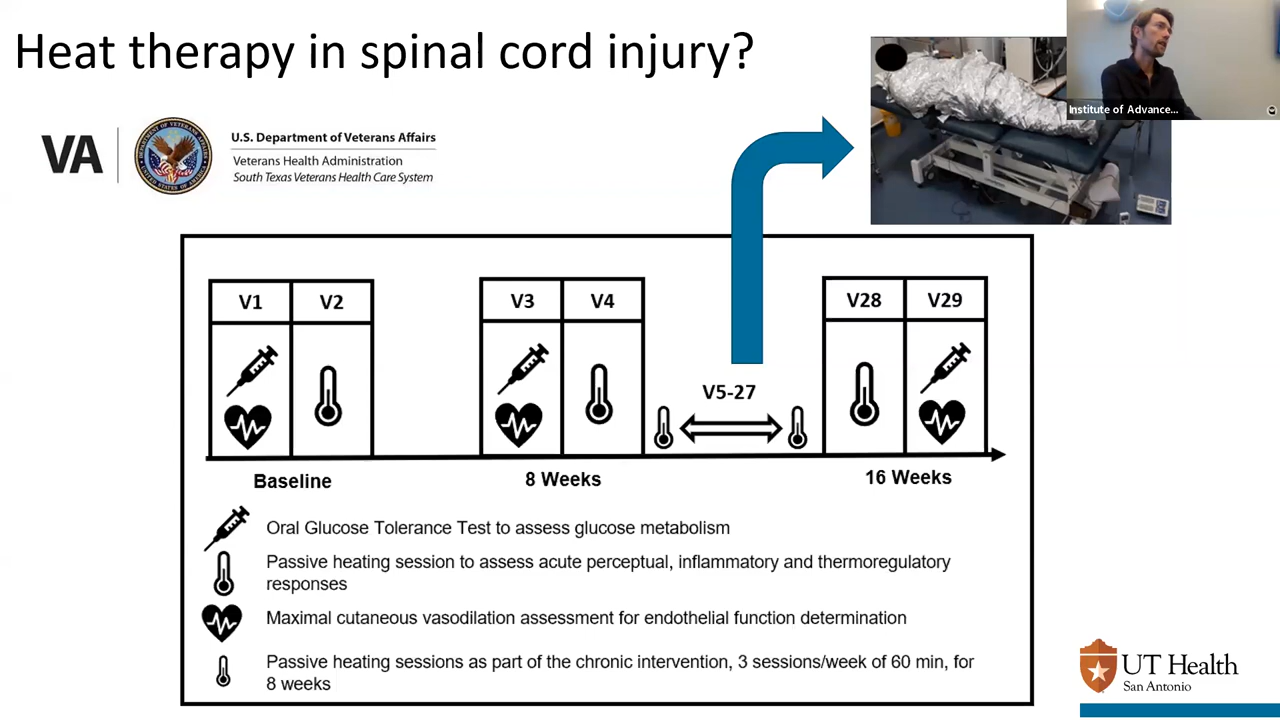 Heat therapy in spinal cord injury?
Institute of Advance...
VA
U.S. Department of Veterans Affairs
Veterans Health Administration
South Texas Veterans Health Care System
V1 V2 V3 V4 V28 V29
V5-27
Baseline 8 Weeks 16 Weeks
Oral Glucose Tolerance Test to assess glucose metabolism
Passive heating session to assess acute perceptual, inflammatory and thermoregulatory
responses
Maximal cutaneous vasodilation assessment for endothelial function determination
Passive heating sessions as part of the chronic intervention, 3 sessions/week of 60 min, for
8 weeks
UT Health
San Antonio